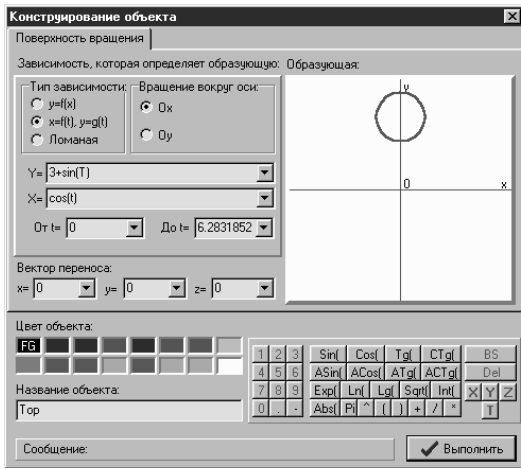 Конструирование объекта
Поверхность вращения
Зависимость, которая определяет образующую: Образующая:
Тип зависимости: Вращение вокруг оси:
y=f(x)
x=f(t), y=g(t)
Ломаная
Ox
Oy
Y= 3+sin(T)
X= cos(t)
От t= 0 До t= 6.2831852
y
0 x
Вектор переноса:
x= 0 y= 0 z= 0
Цвет объекта:
FG
Название объекта:
Top
1 2 3 Sin( Cos( Tg( CTg( BS
4 5 6 ASin( ACos( ATg( ACTg( Del
7 8 9 Exp( Ln( Lg( Sqrt( Int( X Y Z
0 . - Abs( Pi ^ ( ) + / * T
Сообщение:
Выполнить